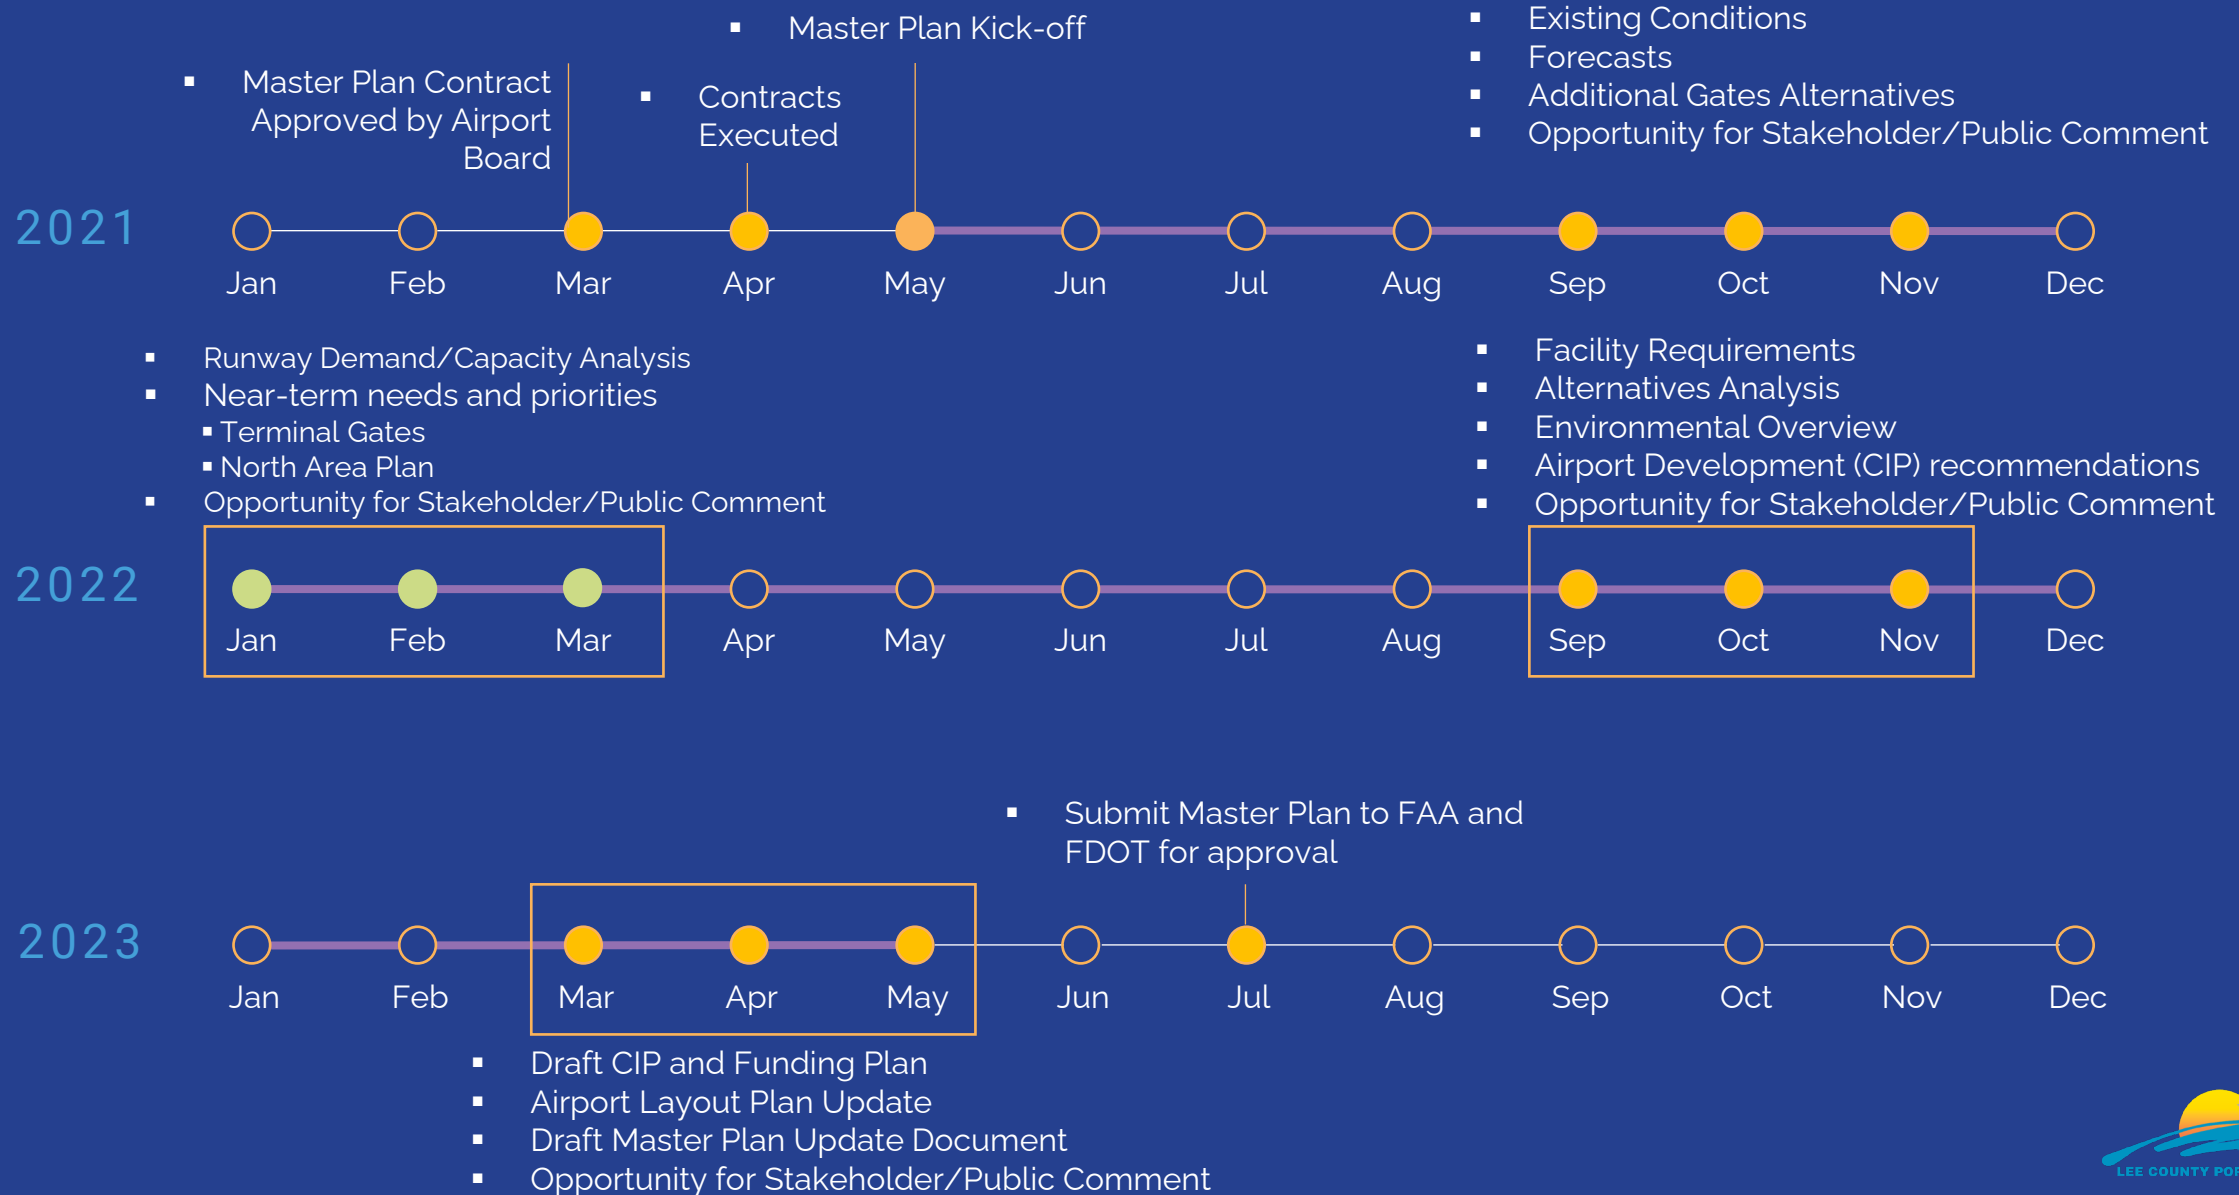 ▪ Master Plan Kick-off
▪ Master Plan Contract
Approved by Airport
Board
▪ Contracts
Executed
▪ Existing Conditions
▪ Forecasts
▪ Additional Gates Alternatives
▪ Opportunity for Stakeholder/Public Comment
2021
Jan Feb Mar Apr May Jun Jul Aug Sep Oct Nov Dec
▪ Runway Demand/Capacity Analysis
▪ Near-term needs and priorities
▪ Terminal Gates
▪ North Area Plan
▪ Opportunity for Stakeholder/Public Comment
▪ Facility Requirements
▪ Alternatives Analysis
▪ Environmental Overview
▪ Airport Development (CIP) recommendations
▪ Opportunity for Stakeholder/Public Comment
2022
Jan Feb Mar Apr May Jun Jul Aug Sep Oct Nov Dec
▪ Submit Master Plan to FAA and
FDOT for approval
2023
Jan Feb Mar Apr May Jun Jul Aug Sep Oct Nov Dec
▪ Draft CIP and Funding Plan
▪ Airport Layout Plan Update
▪ Draft Master Plan Update Document
▪ Opportunity for Stakeholder/Public Comment
LEE COUNTY